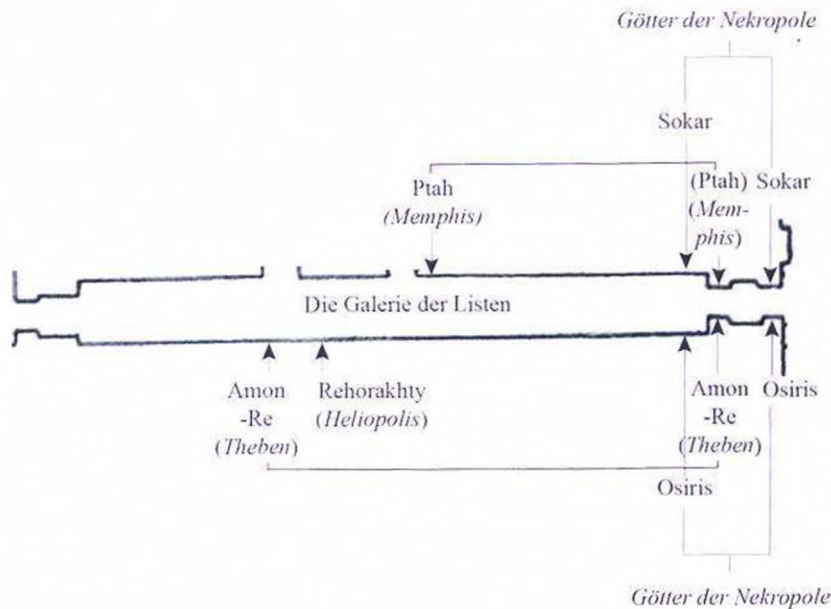 Götter der Nekropole
Sokar
Ptah
(Memphis)
(Ptah) Sokar
(Mem-
phis)
Die Galerie der Listen
Amon
-Re
(Theben)
Rehorakhty
(Heliopolis)
Amon
-Re
(Theben)
Osiris
Osiris
Götter der Nekropole